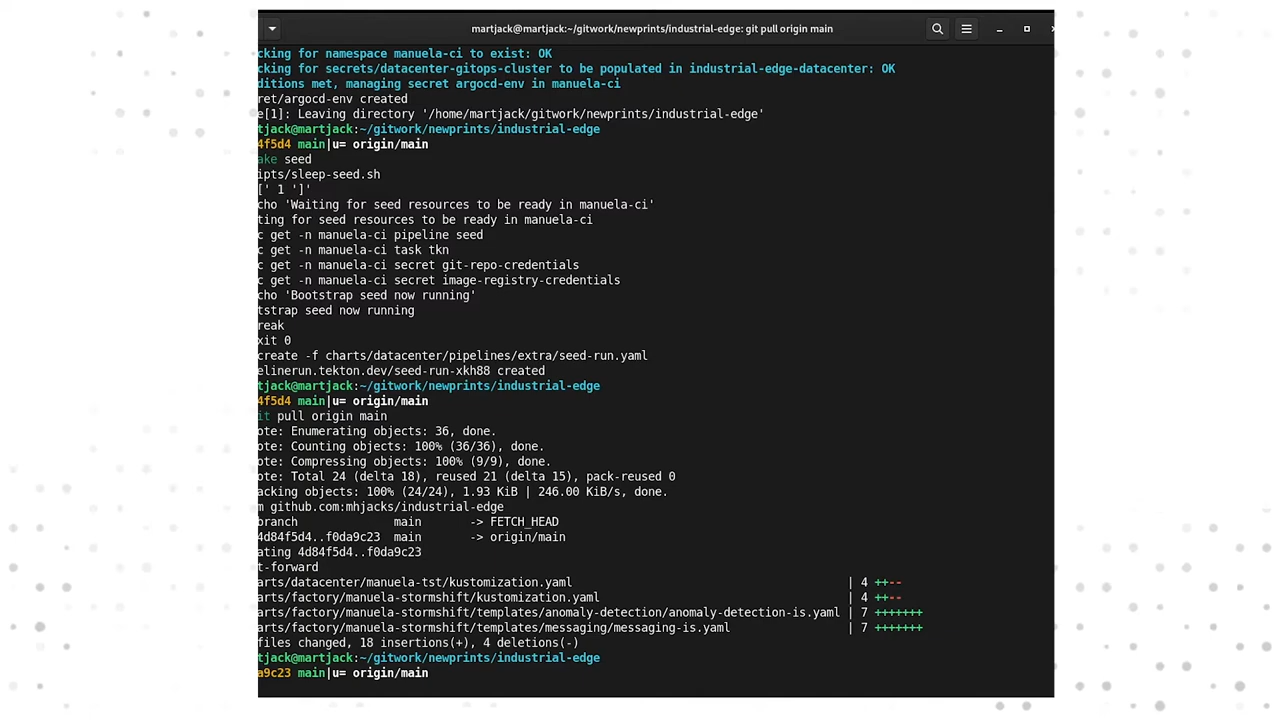 martjack@martjack:~/gitwork/newprints/industrial-edge: git pull origin main
cking for namespace manuela-ci to exist: OK
cking for secrets/datacenter-gitops-cluster to be populated in industrial-edge-datacenter: OK
ditions met, managing secret argocd-env in manuela-ci
ret/argocd-env created
e[1]: Leaving directory '/home/martjack/gitwork/newprints/industrial-edge'
tjack@martjack:~/gitwork/newprints/industrial-edge
4f5d4 main|u= origin/main
ake seed
ipts/sleep-seed.sh
[' 1 ']'
cho 'Waiting for seed resources to be ready in manuela-ci'
ting for seed resources to be ready in manuela-ci
c get -n manuela-ci pipeline seed
c get -n manuela-ci task tkn
c get -n manuela-ci secret git-repo-credentials
c get -n manuela-ci secret image-registry-credentials
cho 'Bootstrap seed now running'
tstrap seed now running
reak
xit 0
create -f charts/datacenter/pipelines/extra/seed-run.yaml
elinerun.tekton.dev/seed-run-xkh88 created
tjack@martjack:~/gitwork/newprints/industrial-edge
4f5d4 main|u= origin/main
it pull origin main
ote: Enumerating objects: 36, done.
ote: Counting objects: 100% (36/36), done.
ote: Compressing objects: 100% (9/9), done.
ote: Total 24 (delta 18), reused 21 (delta 15), pack-reused 0
acking objects: 100% (24/24), 1.93 KiB | 246.00 KiB/s, done.
m github.com:mhjacks/industrial-edge
branch main -> FETCH_HEAD
4d84f5d4..f0da9c23 main -> origin/main
ating 4d84f5d4..f0da9c23
t-forward
arts/datacenter/manuela-tst/kustomization.yaml | 4 ++--
arts/factory/manuela-stormshift/kustomization.yaml | 4 ++--
arts/factory/manuela-stormshift/templates/anomaly-detection/anomaly-detection-is.yaml | 7 +++++++
arts/factory/manuela-stormshift/templates/messaging/messaging-is.yaml | 7 +++++++
files changed, 18 insertions(+), 4 deletions(-)
tjack@martjack:~/gitwork/newprints/industrial-edge
a9c23 main|u= origin/main